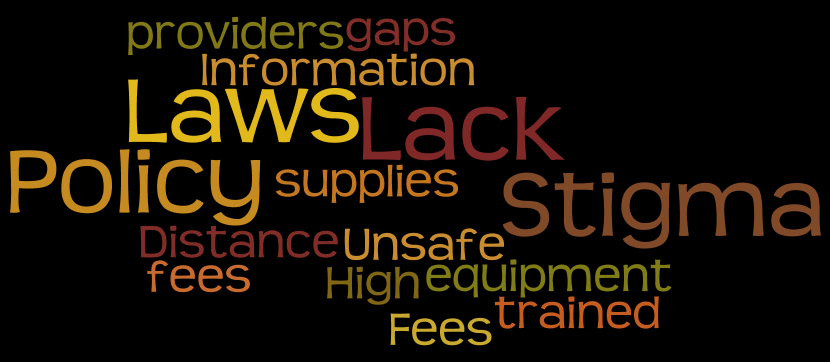 providers gaps
Information
Laws Lack
Policy supplies Stigma
Distance Unsafe
fees High equipment
Fees trained